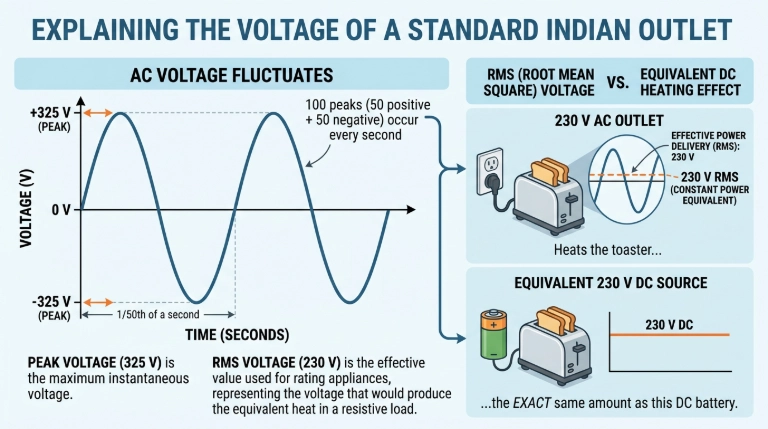 EXPLAINING THE VOLTAGE OF A STANDARD INDIAN OUTLET
AC VOLTAGE FLUCTUATES
+325 V
(PEAK)
100 peaks (50 positive
+ 50 negative) occur
every second
VOLTAGE (V)
0 V
-325 V
(PEAK)
1/50th of a second
TIME (SECONDS)
PEAK VOLTAGE (325 V) is
the maximum instantaneous
voltage.
RMS VOLTAGE (230 V) is the effective
value used for rating appliances,
representing the voltage that would produce
the equivalent heat in a resistive load.
RMS (ROOT MEAN
SQUARE) VOLTAGE
VS.
EQUIVALENT DC
HEATING EFFECT
230 V AC OUTLET
EFFECTIVE POWER
DELIVERY (RMS):
230 V
230 V RMS
(CONSTANT POWER
EQUIVALENT)
Heats the toaster...
EQUIVALENT 230 V DC SOURCE
+
-
230 V DC
...the EXACT same amount as this DC battery.